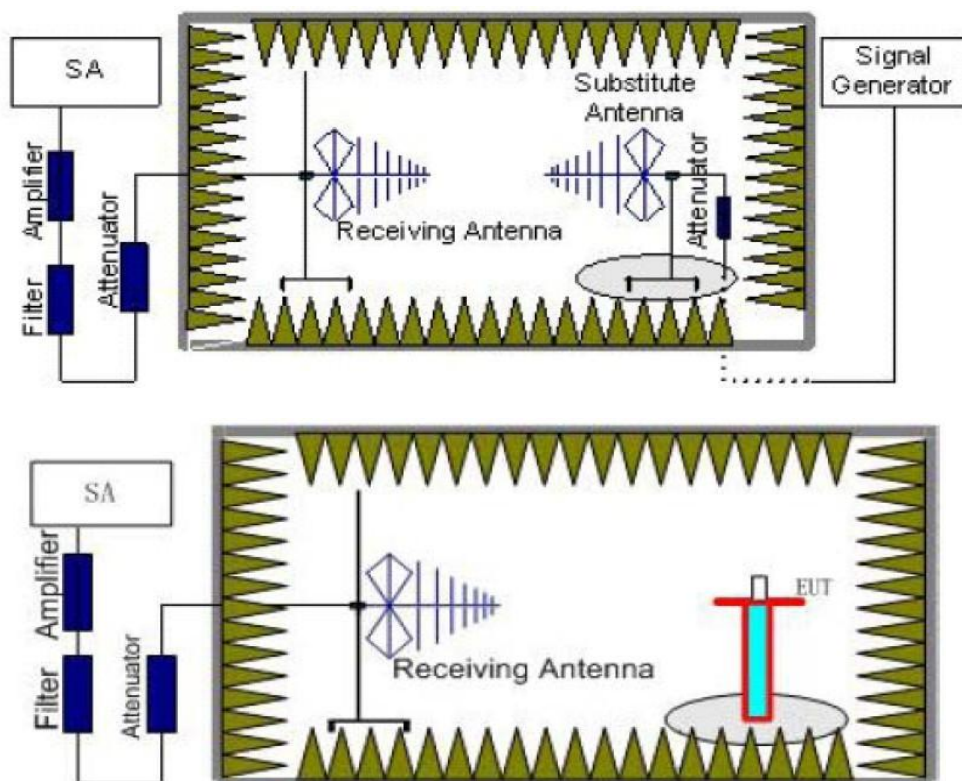 SA
Signal
Generator
Substitute
Antenna
Amplifier
Attenuator
Attenuator
Receiving Antenna
Filter
SA
Amplifier
EUT
Receiving Antenna
Filter
Attenuator